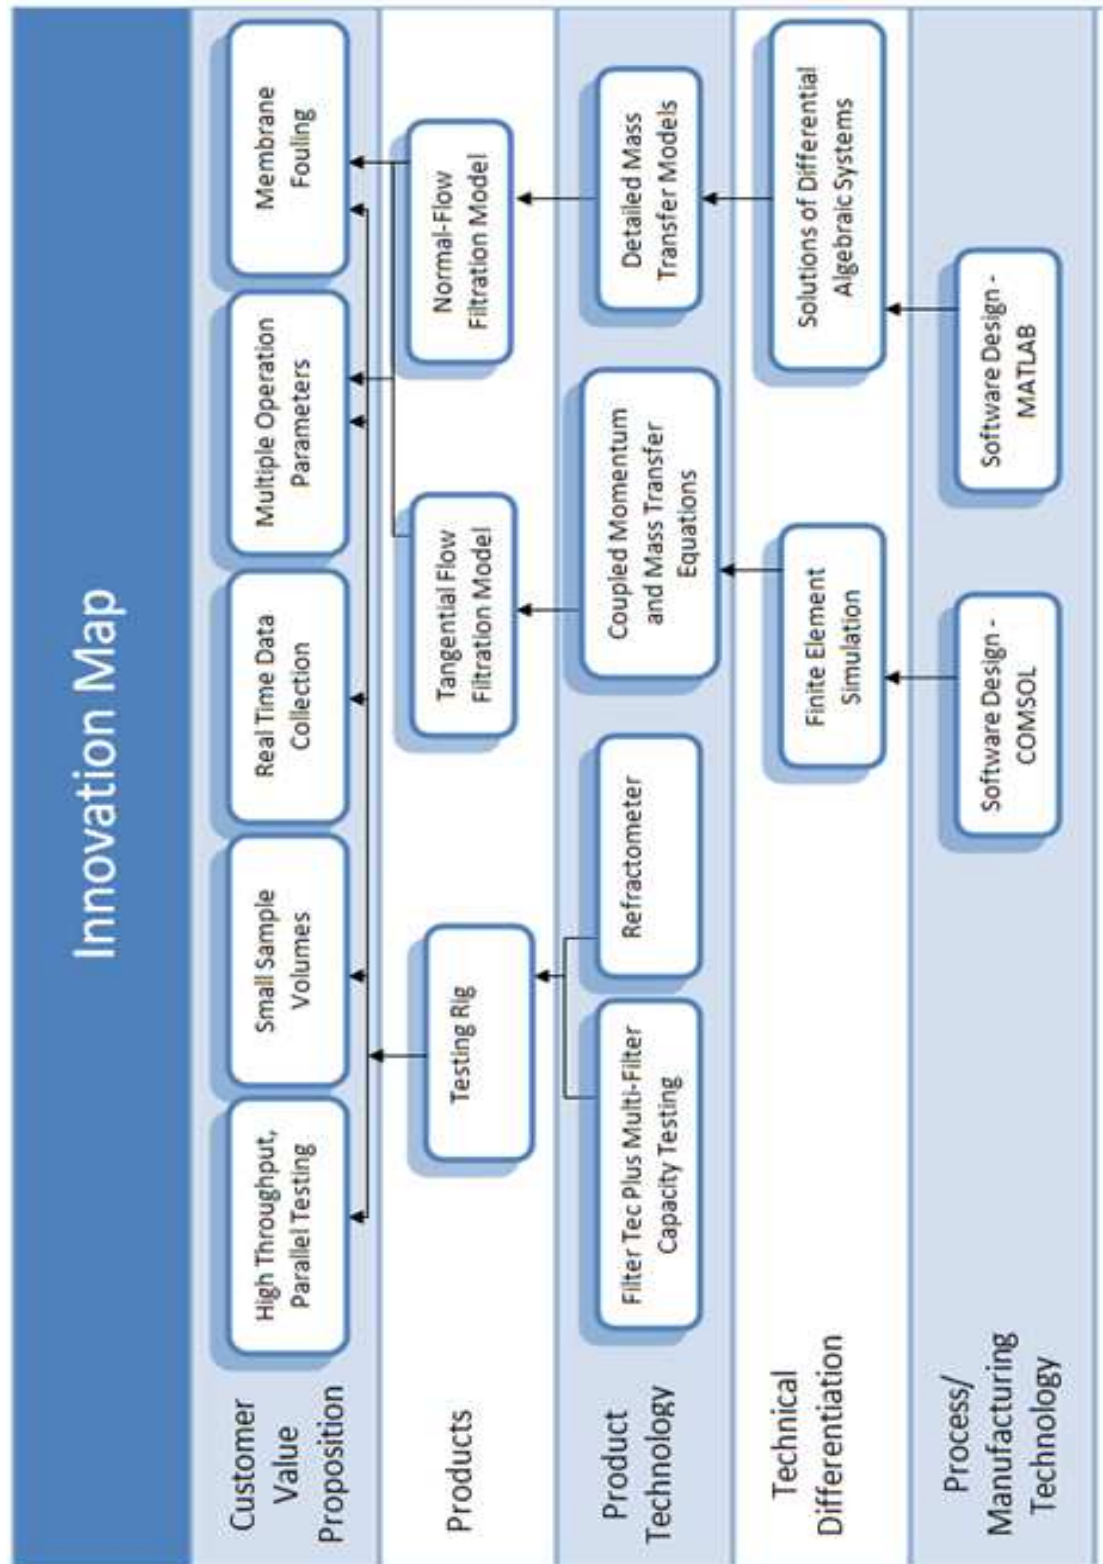 Innovation Map
Customer
Value
Proposition
High Throughput,
Parallel Testing
Small Sample
Volumes
Real Time Data
Collection
Multiple Operation
Parameters
Membrane
Fouling
Products
Testing Rig
Tangential Flow
Filtration Model
Normal-Flow
Filtration Model
Product
Technology
Filter Tec Plus Multi-Filter
Capacity Testing
Refractometer
Coupled Momentum
and Mass Transfer
Equations
Detailed Mass
Transfer Models
Technical
Differentiation
Finite Element
Simulation
Solutions of Differential
Algebraic Systems
Process/
Manufacturing
Technology
Software Design -
COMSOL
Software Design -
MATLAB